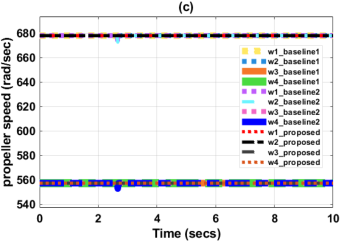 (c)
propeller speed (rad/sec)
680
660
640
620
600
580
560
540
w1_baseline1
w2_baseline1
w3_baseline1
w4_baseline1
w1_baseline2
w2_baseline2
w3_baseline2
w4_baseline2
w1_proposed
w2_proposed
w3_proposed
w4_proposed
0 2 4 6 8 10
Time (secs)